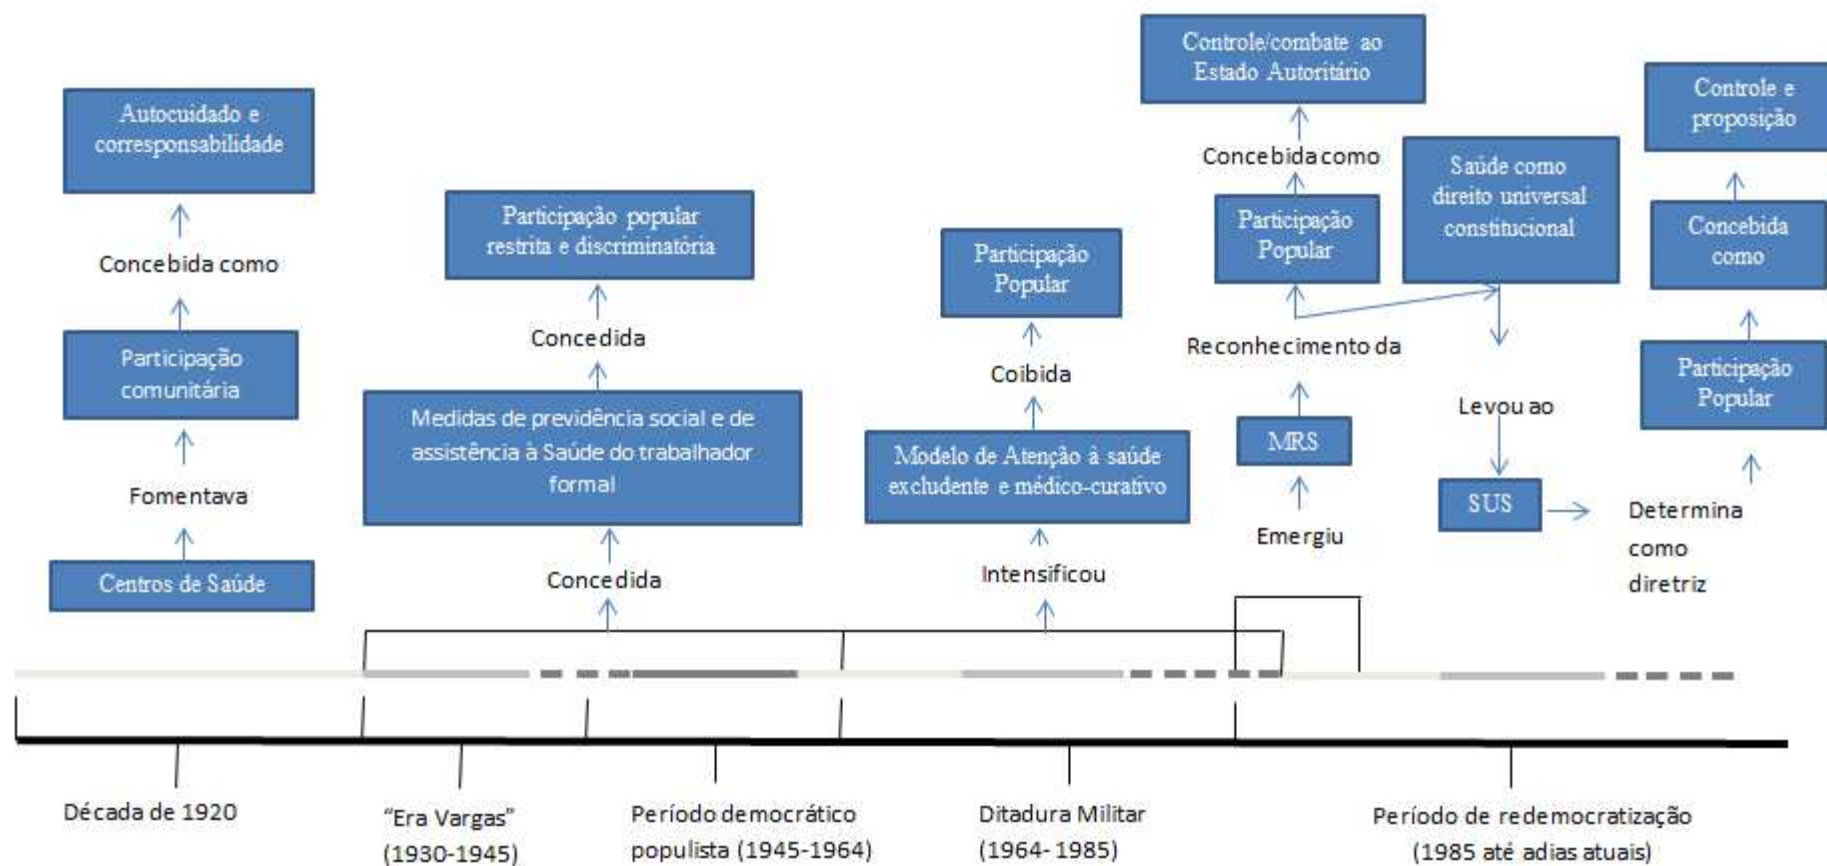 Autocuidado e
corresponsabilidade
Concebida como
Participação
comunitária
Fomentava
Centros de Saúde
Participação popular
restrita e discriminatória
Concedida
Medidas de previdência social e de
assistência à Saúde do trabalhador
formal
Concedida
Participação
Popular
Coibida
Modelo de Atenção à saúde
excludente e médico-curativo
Intensificou
Controle/combate ao
Estado Autoritário
Concebida como
Participação
Popular
Reconhecimento da
MRS
Emergiu
Saúde como
direito universal
constitucional
Levou ao
SUS
Controle e
proposição
Concebida
como
Participação
Popular
Determina
como
diretriz
Década de 1920
"Era Vargas"
(1930-1945)
Período democrático
populista (1945-1964)
Ditadura Militar
(1964- 1985)
Período de redemocratização
(1985 até adias atuais)